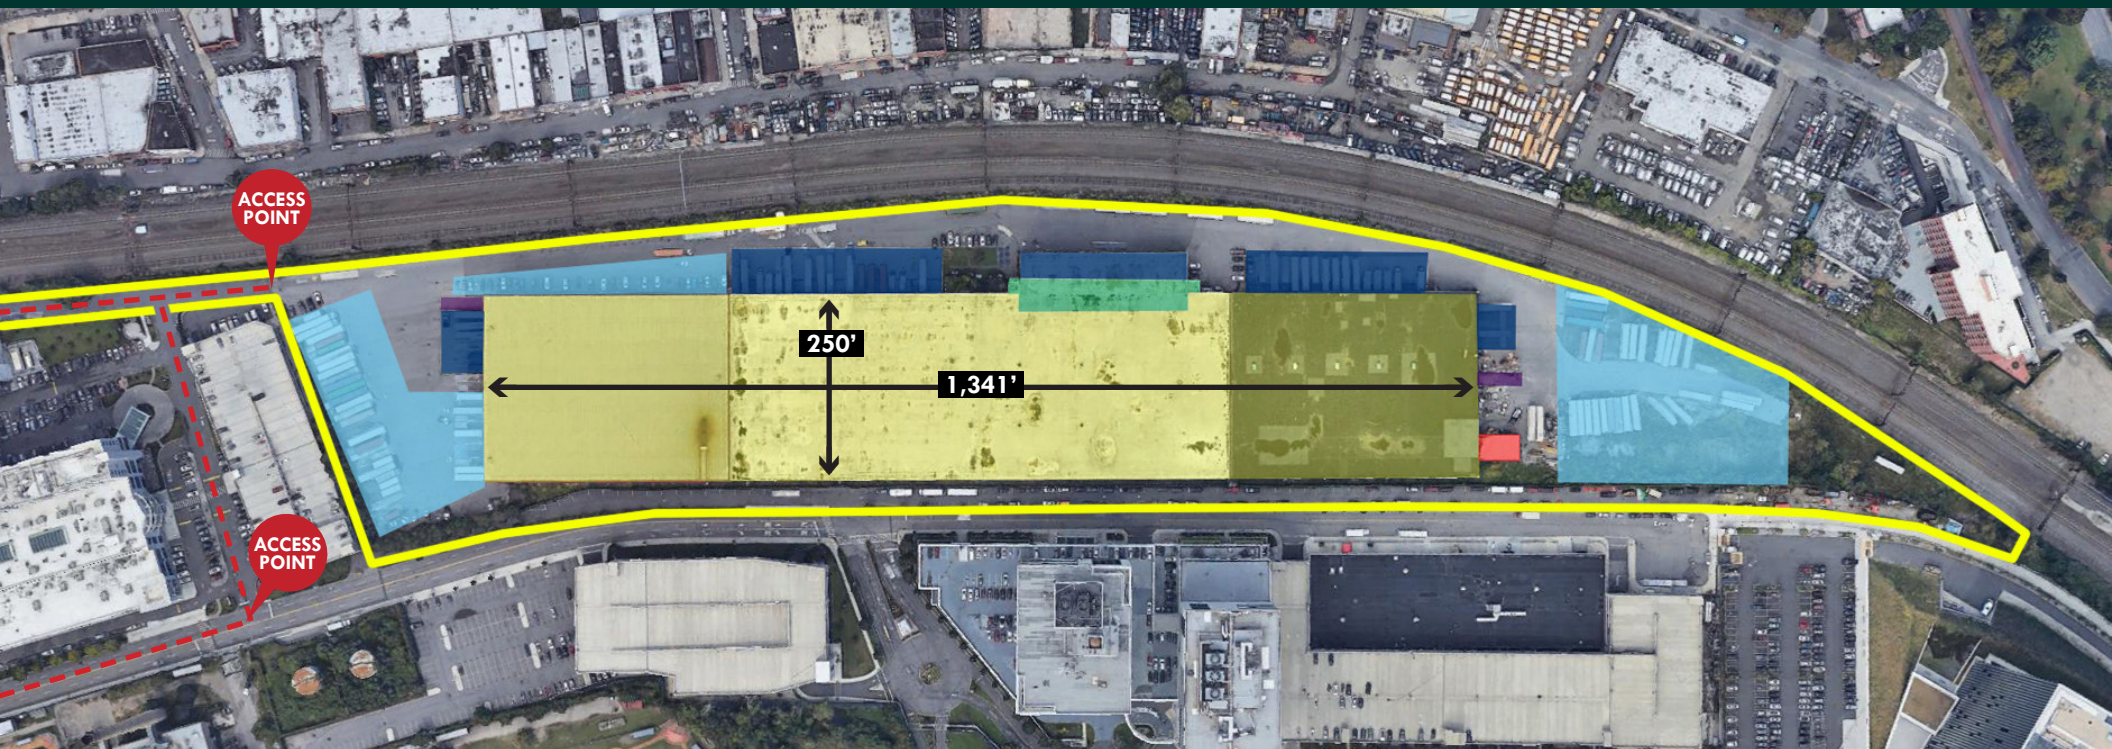 ACCESS
POINT
250’
1,341’
ACCESS
POINT